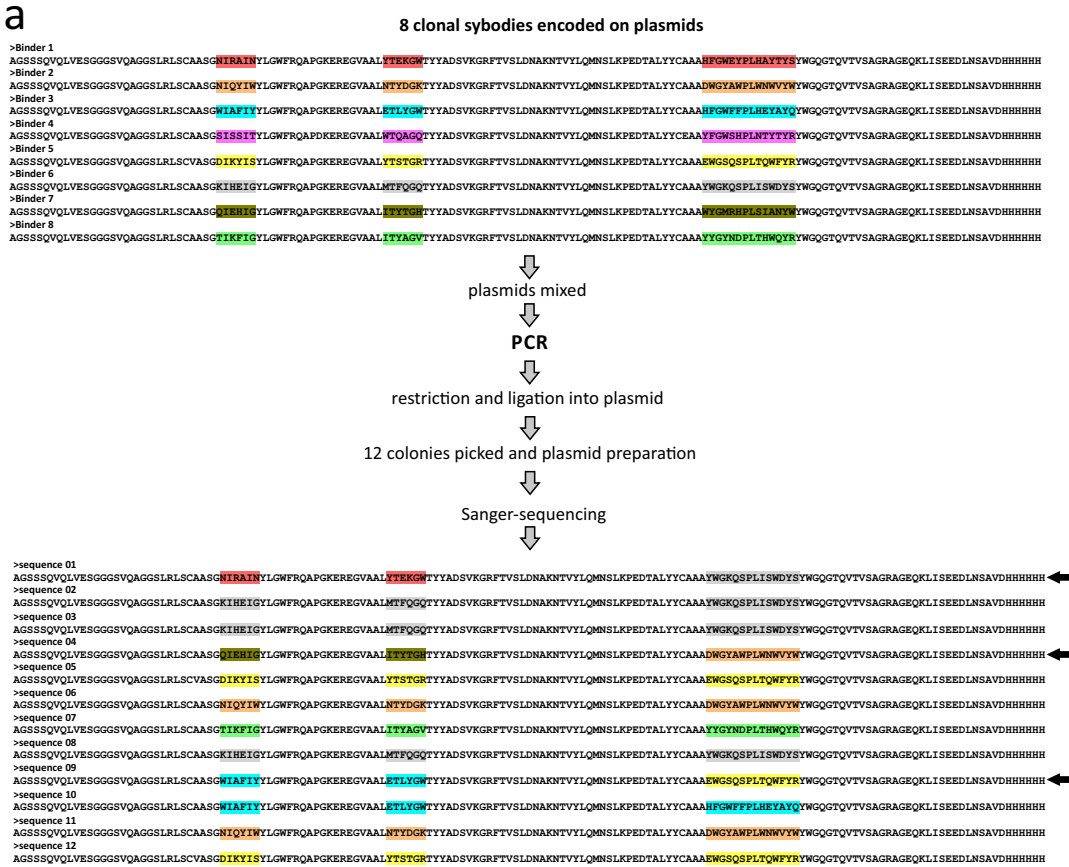 a
8 clonal sybodies encoded on plasmids
>Binder 1
AGSSSQVQLVESGGGSVQAGGSLRLSCAASGNIRAINYLGWFRQAPGKEREGVAALYTEKGWTYYADSVKGRFTVSLDNAKNTVYLQMNSLKPEDTALYYCAAAHFGWEYPLHAYTYSYWGQGTQVTVSAGRAGEQKLISEEDLNSAVDHHHHHH
>Binder 2
AGSSSQVQLVESGGGSVQAGGSLRLSCAASGNIQYIWYLGWFRQAPGKEREGVAALNTYDGKTYYADSVKGRFTVSLDNAKNTVYLQMNSLKPEDTALYYCAAADWGYAWPLWNWVYWYWGQGTQVTVSAGRAGEQKLISEEDLNSAVDHHHHHH
>Binder 3
AGSSSQVQLVESGGGSVQAGGSLRLSCAASGWIAFIYYLGWFRQAPGKEREGVAALETLYGWTYYADSVKGRFTVSLDNAKNTVYLQMNSLKPEDTALYYCAAAHFGWFFPLHEYAYQYWGQGTQVTVSAGRAGEQKLISEEDLNSAVDHHHHHH
>Binder 4
AGSSSQVQLVESGGGSVQAGGSLRLSCAASGSISSITYLGWFRQAPDKEREGVAALWTQAGQTYYADSVKGRFTVSLDNAKNTVYLQMNSLKPEDTALYYCAAAYFGWSHPLNTYTYRYWGQGTQVTVSAGRAGEQKLISEEDLNSAVDHHHHHH
>Binder 5
AGSSSQVQLVESGGGSVQAGGSLRLSCVASGDIKYISYLGWFRQAPGKEREGVAALYTSTGRTYYADSVKGRFTVSLDNAKNTVYLQMNSLKPEDTALYYCAAAEWGSQSPLTQWFYRYWGQGTQVTVSAGRAGEQKLISEEDLNSAVDHHHHHH
>Binder 6
AGSSSQVQLVESGGGSVQAGGSLRLSCAASGKIHEIGYLGWFRQAPGKEREGVAALMTFQGQTYYADSVKGRFTVSLDNAKNTVYLQMNSLKPEDTALYYCAAAYWGKQSPLISWDYSYWGQGTQVTVSAGRAGEQKLISEEDLNSAVDHHHHHH
>Binder 7
AGSSSQVQLVESGGGSVQAGGSLRLSCAASGQIEHIGYLGWFRQAPGKEREGVAALITYTGHTYYADSVKGRFTVSLDNAKNTVYLQMNSLKPEDTALYYCAAAWYGMRHPLSIANYWYWGQGTQVTVSAGRAGEQKLISEEDLNSAVDHHHHHH
>Binder 8
AGSSSQVQLVESGGGSVQAGGSLRLSCAASGTIKFIGYLGWFRQAPGKEREGVAALITYAGVTYYADSVKGRFTVSLDNAKNTVYLQMNSLKPEDTALYYCAAAYYGYNDPLTHWQYRYWGQGTQVTVSAGRAGEQKLISEEDLNSAVDHHHHHH
plasmids mixed
PCR
restriction and ligation into plasmid
12 colonies picked and plasmid preparation
Sanger-sequencing
>sequence 01
AGSSSQVQLVESGGGSVQAGGSLRLSCAASGNIRAINYLGWFRQAPGKEREGVAALYTEKGWTYYADSVKGRFTVSLDNAKNTVYLQMNSLKPEDTALYYCAAAYWGKQSPLISWDYSYWGQGTQVTVSAGRAGEQKLISEEDLNSAVDHHHHHH
>sequence 02
AGSSSQVQLVESGGGSVQAGGSLRLSCAASGKIHEIGYLGWFRQAPGKEREGVAALMTFQGQTYYADSVKGRFTVSLDNAKNTVYLQMNSLKPEDTALYYCAAAYWGKQSPLISWDYSYWGQGTQVTVSAGRAGEQKLISEEDLNSAVDHHHHHH
>sequence 03
AGSSSQVQLVESGGGSVQAGGSLRLSCAASGKIHEIGYLGWFRQAPGKEREGVAALMTFQGQTYYADSVKGRFTVSLDNAKNTVYLQMNSLKPEDTALYYCAAAYWGKQSPLISWDYSYWGQGTQVTVSAGRAGEQKLISEEDLNSAVDHHHHHH
>sequence 04
AGSSSQVQLVESGGGSVQAGGSLRLSCAASGQIEHIGYLGWFRQAPGKEREGVAALITYTGHTYYADSVKGRFTVSLDNAKNTVYLQMNSLKPEDTALYYCAAADWGYAWPLWNWVYWYWGQGTQVTVSAGRAGEQKLISEEDLNSAVDHHHHHH
>sequence 05
AGSSSQVQLVESGGGSVQAGGSLRLSCVASGDIKYISYLGWFRQAPGKEREGVAALYTSTGRTYYADSVKGRFTVSLDNAKNTVYLQMNSLKPEDTALYYCAAAEWGSQSPLTQWFYRYWGQGTQVTVSAGRAGEQKLISEEDLNSAVDHHHHHH
>sequence 06
AGSSSQVQLVESGGGSVQAGGSLRLSCAASGNIQYIWYLGWFRQAPGKEREGVAALNTYDGKTYYADSVKGRFTVSLDNAKNTVYLQMNSLKPEDTALYYCAAADWGYAWPLWNWVYWYWGQGTQVTVSAGRAGEQKLISEEDLNSAVDHHHHHH
>sequence 07
AGSSSQVQLVESGGGSVQAGGSLRLSCAASGTIKFIGYLGWFRQAPGKEREGVAALITYAGVTYYADSVKGRFTVSLDNAKNTVYLQMNSLKPEDTALYYCAAAYYGYNDPLTHWQYRYWGQGTQVTVSAGRAGEQKLISEEDLNSAVDHHHHHH
>sequence 08
AGSSSQVQLVESGGGSVQAGGSLRLSCAASGKIHEIGYLGWFRQAPGKEREGVAALMTFQGQTYYADSVKGRFTVSLDNAKNTVYLQMNSLKPEDTALYYCAAAYWGKQSPLISWDYSYWGQGTQVTVSAGRAGEQKLISEEDLNSAVDHHHHHH
>sequence 09
AGSSSQVQLVESGGGSVQAGGSLRLSCAASGWIAFIYYLGWFRQAPGKEREGVAALETLYGWTYYADSVKGRFTVSLDNAKNTVYLQMNSLKPEDTALYYCAAAEWGSQSPLTQWFYRYWGQGTQVTVSAGRAGEQKLISEEDLNSAVDHHHHHH
>sequence 10
AGSSSQVQLVESGGGSVQAGGSLRLSCAASGWIAFIYYLGWFRQAPGKEREGVAALETLYGWTYYADSVKGRFTVSLDNAKNTVYLQMNSLKPEDTALYYCAAAHFGWFFPLHEYAYQYWGQGTQVTVSAGRAGEQKLISEEDLNSAVDHHHHHH
>sequence 11
AGSSSQVQLVESGGGSVQAGGSLRLSCAASGNIQYIWYLGWFRQAPGKEREGVAALNTYDGKTYYADSVKGRFTVSLDNAKNTVYLQMNSLKPEDTALYYCAAADWGYAWPLWNWVYWYWGQGTQVTVSAGRAGEQKLISEEDLNSAVDHHHHHH
>sequence 12
AGSSSQVQLVESGGGSVQAGGSLRLSCVASGDIKYISYLGWFRQAPGKEREGVAALYTSTGRTYYADSVKGRFTVSLDNAKNTVYLQMNSLKPEDTALYYCAAAEWGSQSPLTQWFYRYWGQGTQVTVSAGRAGEQKLISEEDLNSAVDHHHHHH